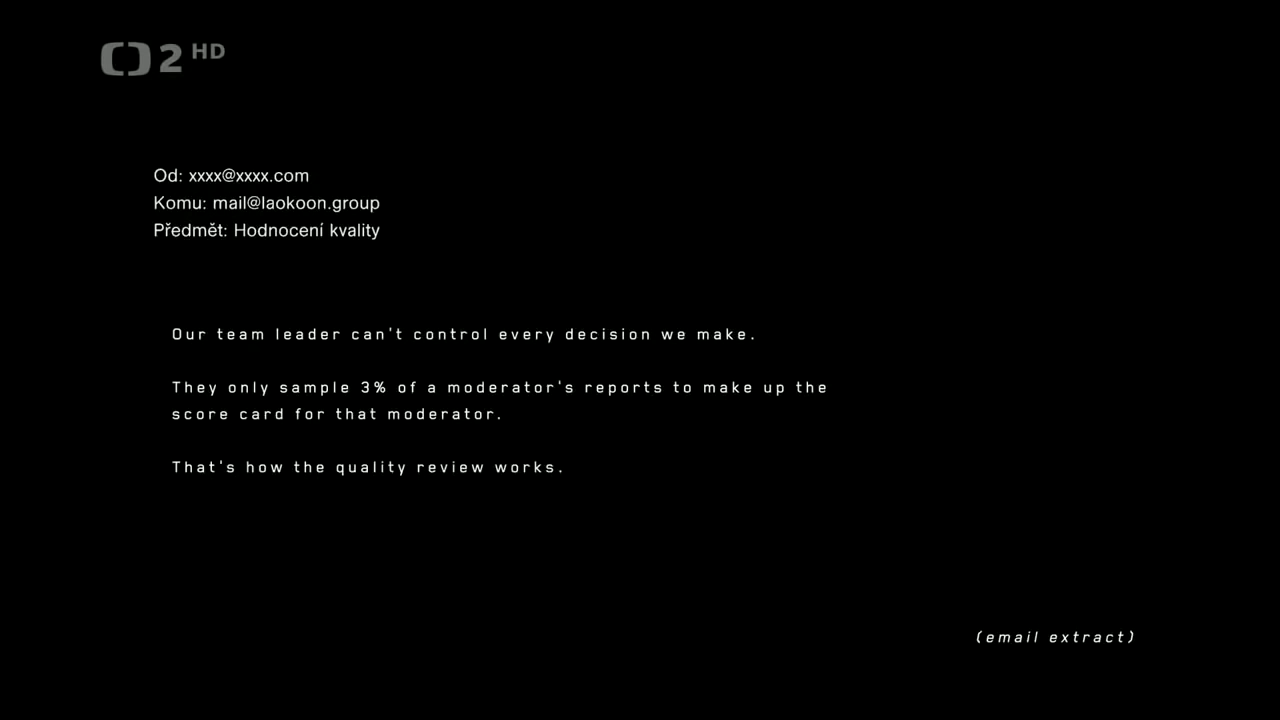 2 HD
Od: xxxx@xxxx.com
Komu: mail@laokoon.group
Předmět: Hodnocení kvality
Our team leader can't control every decision we make.
They only sample 3% of a moderator's reports to make up the
score card for that moderator.
That's how the quality review works.
(email extract)